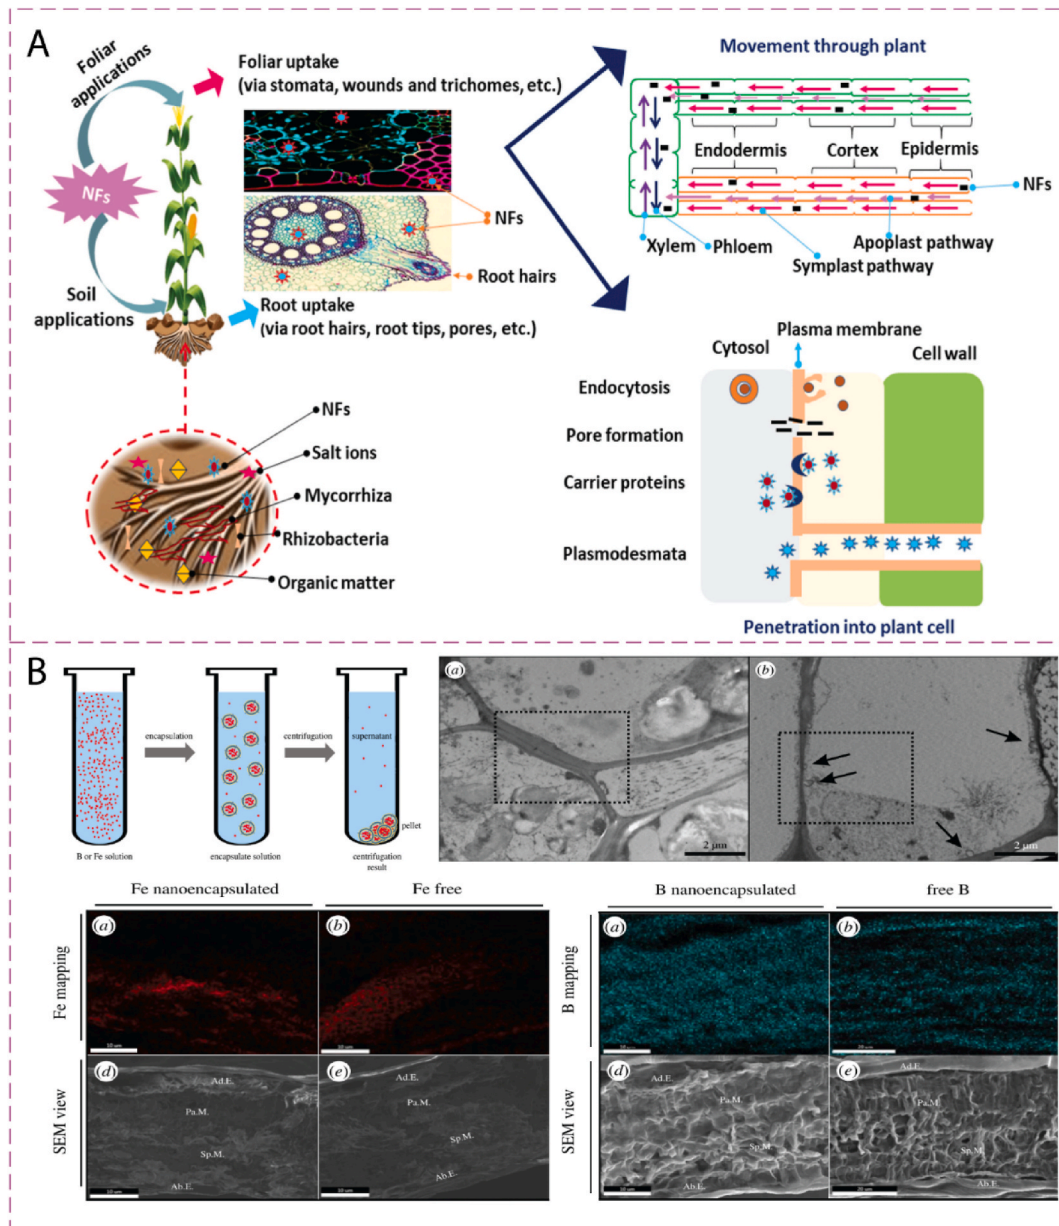 A
Foliar
applications
NFs
Soil
applications
Foliar uptake
(via stomata, wounds and trichomes, etc.)
NFs
Root hairs
Root uptake
(via root hairs, root tips, pores, etc.)
NFs
Salt ions
Mycorrhiza
Rhizobacteria
Organic matter
Movement through plant
Endodermis
Cortex
Epidermis
NFs
Xylem
Phloem
Apoplast pathway
Symplast pathway
Plasma membrane
Cytosol
Cell wall
Endocytosis
Pore formation
Carrier proteins
Plasmodesmata
Penetration into plant cell
B
encapsulation
centrifugation
supernatant
pellet
B or Fe solution
encapsulate solution
centrifugation
result
(a)
2 µm
(b)
2 µm
Fe nanoencapsulated
Fe free
Fe mapping
(a)
(b)
SEM view
(d)
Ad.E.
Pa.M.
Sp.M.
Ab.E.
(e)
Ad.E.
Pa.M.
Sp.M.
Ab.E.
B nanoencapsulated
free B
B mapping
(a)
(b)
SEM view
(d)
Ad.E.
Pa.M.
Sp.M.
Ab.E.
(e)
Ad.E.
Pa.M.
Sp.M.
Ab.E.